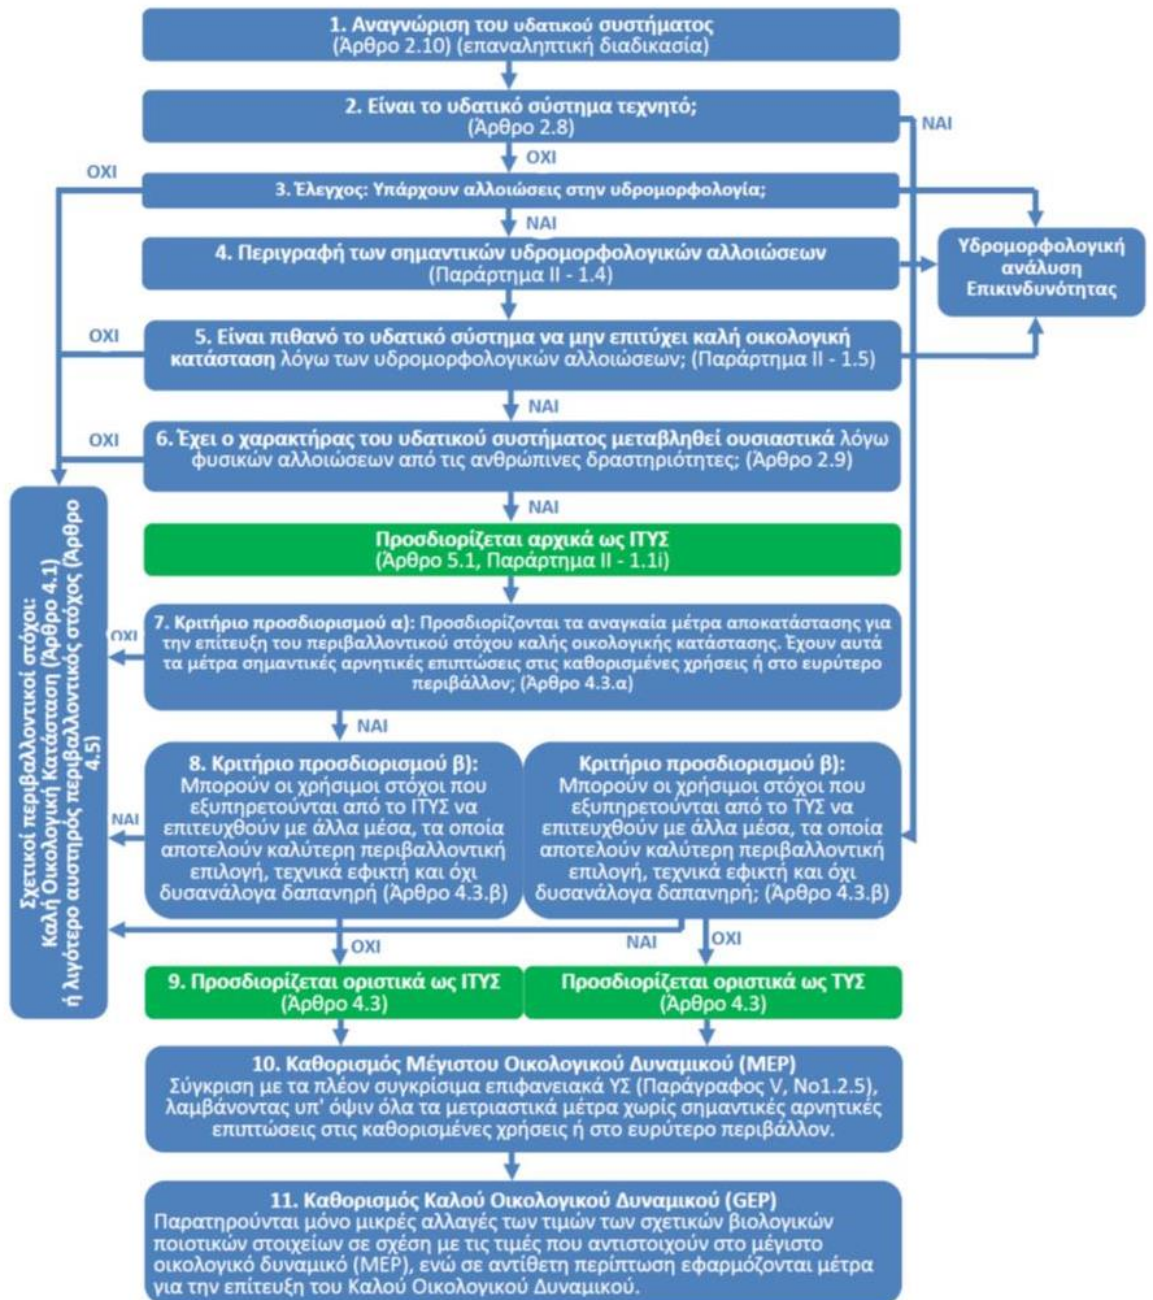 1. Αναγνώριση του υδατικού συστήματος
(Άρθρο 2.10) (επαναληπτική διαδικασία)
2. Είναι το υδατικό σύστημα τεχνητό;
(Άρθρο 2.8)
ΝΑΙ
ΟΧΙ
ΟΧΙ
3. Έλεγχος: Υπάρχουν αλλοιώσεις στην υδρομορφολογία;
ΝΑΙ
4. Περιγραφή των σημαντικών υδρομορφολογικών αλλοιώσεων
(Παράρτημα ΙΙ - 1.4)
Υδρομορφολογική
ανάλυση
Επικινδυνότητας
ΟΧΙ
5. Είναι πιθανό το υδατικό σύστημα να μην επιτύχει καλή οικολογική
κατάσταση λόγω των υδρομορφολογικών αλλοιώσεων; (Παράρτημα ΙΙ - 1.5)
ΝΑΙ
ΟΧΙ
6. Έχει ο χαρακτήρας του υδατικού συστήματος μεταβληθεί ουσιαστικά λόγω
φυσικών αλλοιώσεων από τις ανθρώπινες δραστηριότητες; (Άρθρο 2.9)
ΝΑΙ
Προσδιορίζεται αρχικά ως ΙΤΥΣ
(Άρθρο 5.1, Παράρτημα ΙΙ - 1.1i)
Σχετικοί περιβαλλοντικοί στόχοι:
Καλή Οικολογική Κατάσταση (Άρθρο 4.1)
ή λιγότερο αυστηρός περιβαλλοντικός στόχος (Άρθρο
4.5)
ΟΧΙ
7. Κριτήριο προσδιορισμού α): Προσδιορίζονται τα αναγκαία μέτρα αποκατάστασης για
την επίτευξη του περιβαλλοντικού στόχου καλής οικολογικής κατάστασης. Έχουν αυτά
τα μέτρα σημαντικές αρνητικές επιπτώσεις στις καθορισμένες χρήσεις ή στο ευρύτερο
περιβάλλον; (Άρθρο 4.3.α)
ΝΑΙ
ΝΑΙ
8. Κριτήριο προσδιορισμού β):
Μπορούν οι χρήσιμοι στόχοι που
εξυπηρετούνται από το ΙΤΥΣ να
επιτευχθούν με άλλα μέσα, τα οποία
αποτελούν καλύτερη περιβαλλοντική
επιλογή, τεχνικά εφικτή και όχι
δυσανάλογα δαπανηρή (Άρθρο 4.3.β)
Κριτήριο προσδιορισμού β):
Μπορούν οι χρήσιμοι στόχοι που
εξυπηρετούνται από το ΤΥΣ να
επιτευχθούν με άλλα μέσα, τα οποία
αποτελούν καλύτερη περιβαλλοντική
επιλογή, τεχνικά εφικτή και όχι
δυσανάλογα δαπανηρή; (Άρθρο 4.3.β)
ΟΧΙ
ΝΑΙ
ΟΧΙ
9. Προσδιορίζεται οριστικά ως ΙΤΥΣ
(Άρθρο 4.3)
Προσδιορίζεται οριστικά ως ΤΥΣ
(Άρθρο 4.3)
10. Καθορισμός Μέγιστου Οικολογικού Δυναμικού (MEP)
Σύγκριση με τα πλέον συγκρίσιμα επιφανειακά ΥΣ (Παράγραφος V, Νο1.2.5),
λαμβάνοντας υπ' όψιν όλα τα μετριαστικά μέτρα χωρίς σημαντικές αρνητικές
επιπτώσεις στις καθορισμένες χρήσεις ή στο ευρύτερο περιβάλλον.
11. Καθορισμός Καλού Οικολογικού Δυναμικού (GEP)
Παρατηρούνται μόνο μικρές αλλαγές των τιμών των σχετικών βιολογικών
ποιοτικών στοιχείων σε σχέση με τις τιμές που αντιστοιχούν στο μέγιστο
οικολογικό δυναμικό (MEP), ενώ σε αντίθετη περίπτωση εφαρμόζονται μέτρα
για την επίτευξη του Καλού Οικολογικού Δυναμικού.